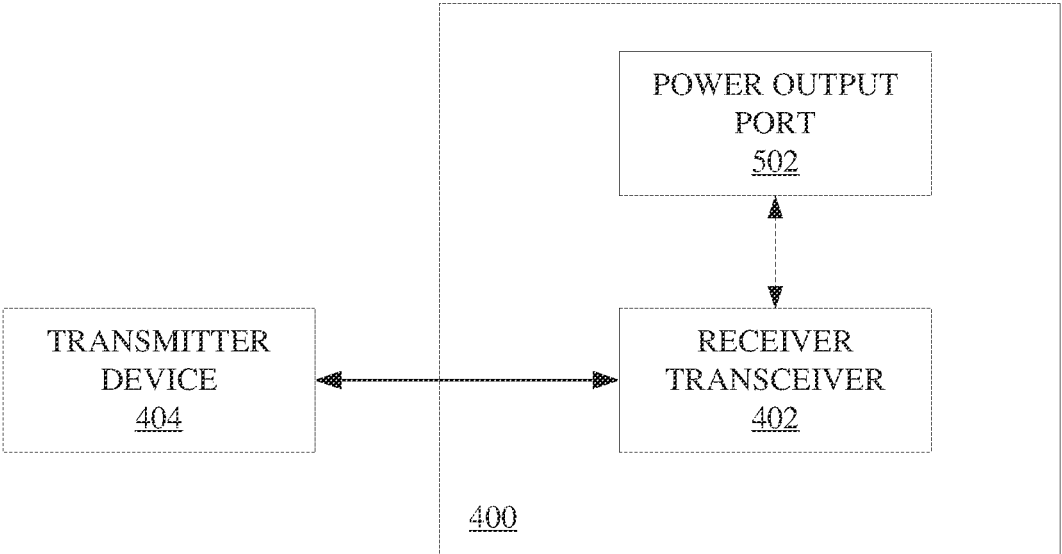 POWER OUTPUT
PORT
502
TRANSMITTER
DEVICE
404
RECEIVER
TRANSCEIVER
402
400